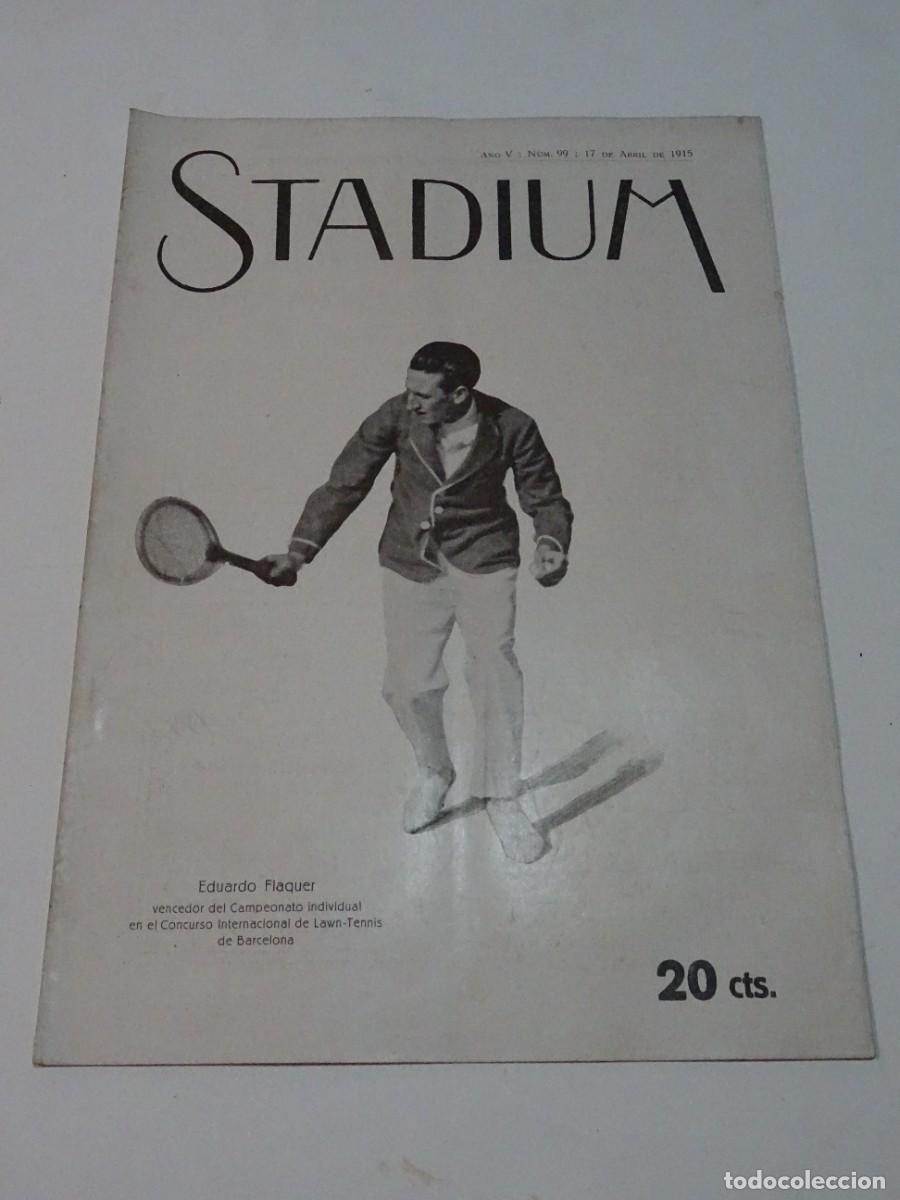 Año V : Núm. 99 : 17 de Abril de 1915
STADIUM
Eduardo Flaquer
vencedor del Campeonato individual
en el Concurso Internacional de Lawn-Tennis
de Barcelona
20 cts.
todocoleccion